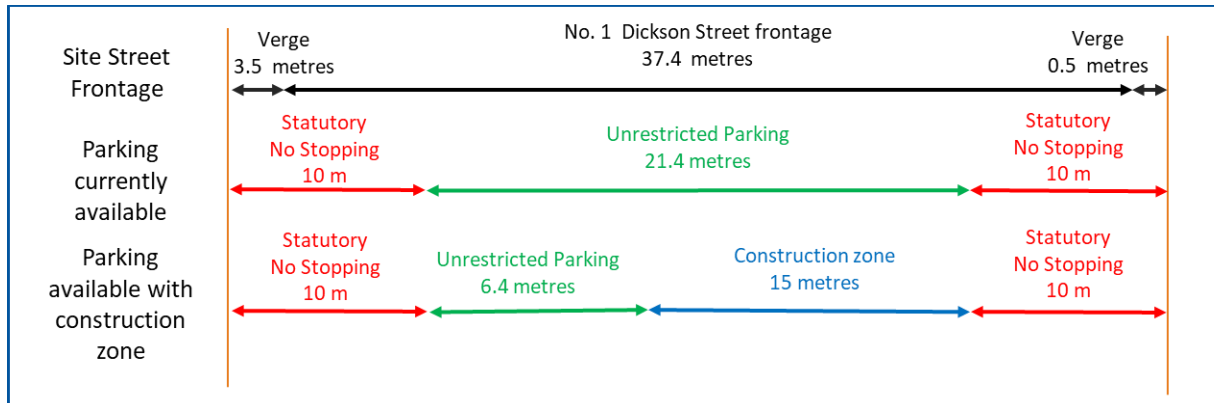 Site Street
Frontage
Verge
3.5 metres
No. 1 Dickson Street frontage
37.4 metres
Verge
0.5 metres
Parking
currently
available
Statutory
No Stopping
10 m
Unrestricted Parking
21.4 metres
Statutory
No Stopping
10 m
Parking
available with
construction
zone
Statutory
No Stopping
10 m
Unrestricted Parking
6.4 metres
Construction zone
15 metres
Statutory
No Stopping
10 m